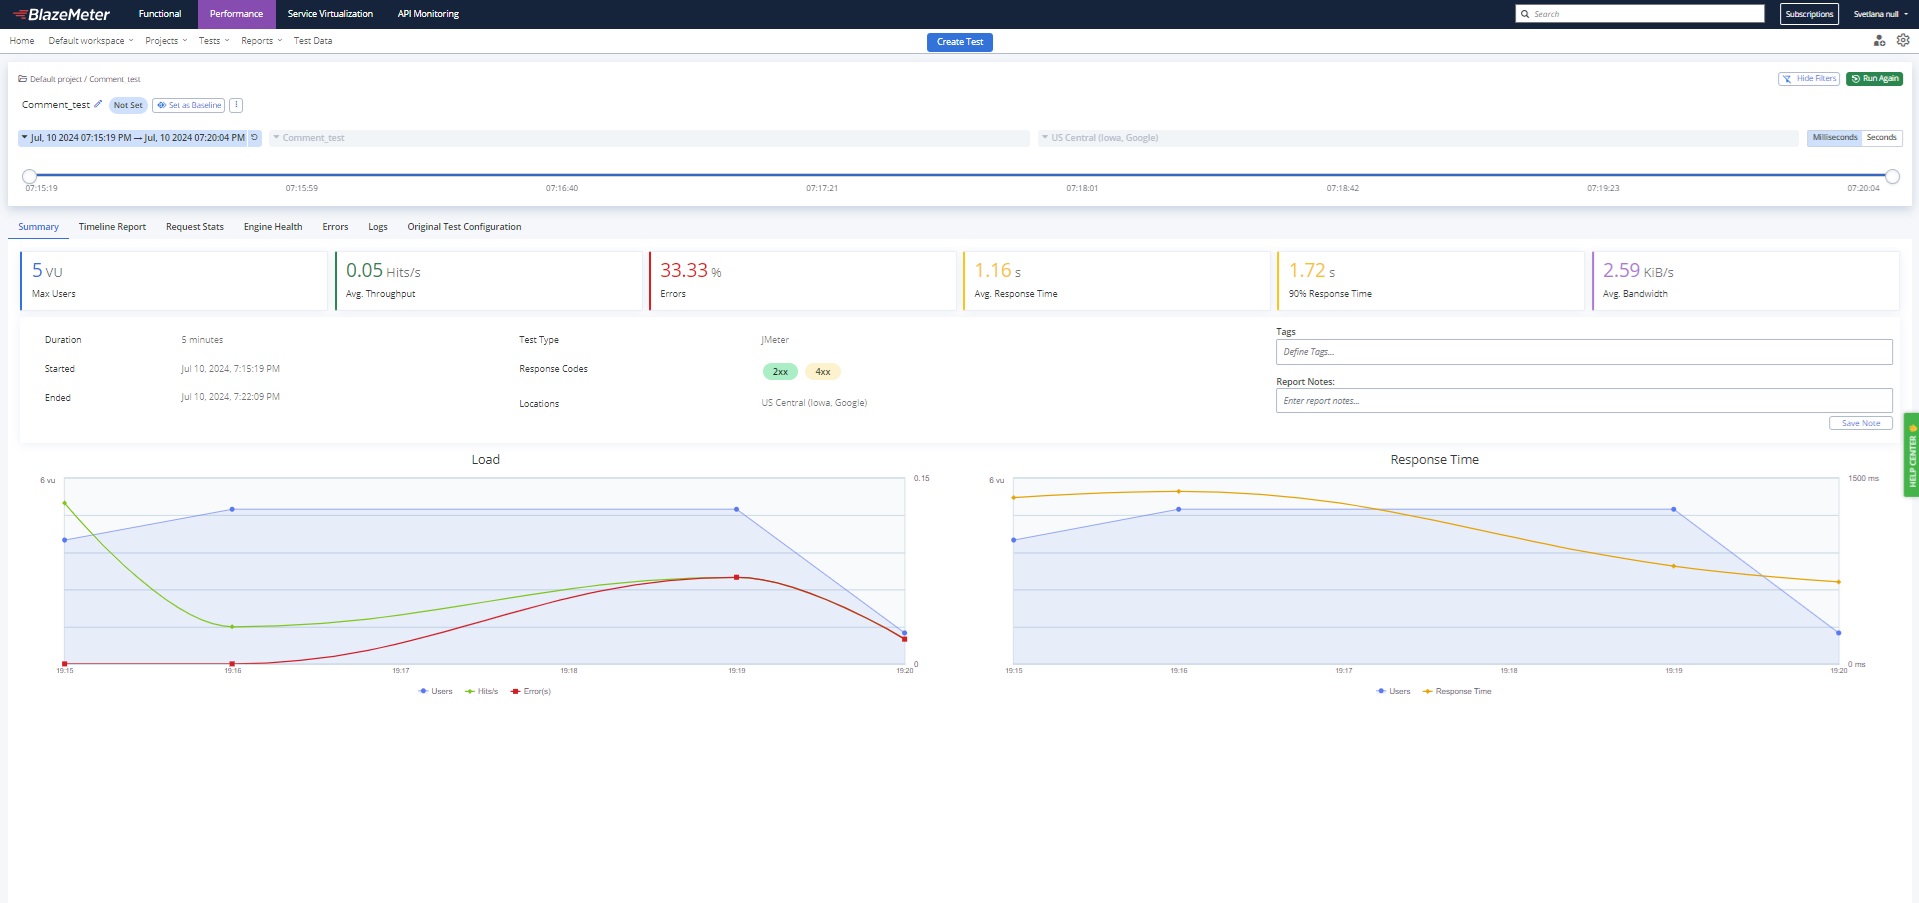 BlazeMeter Functional Performance Service Virtualization API Monitoring Search Subscriptions Svetlana null
Home Default workspace Projects Tests Reports Test Data Create Test
Default project / Comment_test Hide Filters Run Again
Comment_test Not Set Set as Baseline
Jul, 10 2024 07:15:19 PM — Jul, 10 2024 07:20:04 PM Comment_test US Central (Iowa, Google) Milliseconds Seconds
07:15:19 07:15:59 07:16:40 07:17:21 07:18:01 07:18:42 07:19:23 07:20:04
Summary Timeline Report Request Stats Engine Health Errors Logs Original Test Configuration
5 VU 0.05 Hits/s 33.33 % 1.16 s 1.72 s 2.59 KiB/s
Max Users Avg. Throughput Errors Avg. Response Time 90% Response Time Avg. Bandwidth
Duration 5 minutes Test Type JMeter Tags
Define Tags...
Started Jul 10 2024, 7:15:19 PM Response Codes 2xx 4xx
Report Notes:
Ended Jul 10 2024, 7:22:09 PM Locations US Central (Iowa, Google) Enter report notes...
Save Note
HELP CENTER
Load Response Time
6 vu 0.15 6 vu 1500 ms
0 0 ms
19:15 19:16 19:17 19:18 19:19 19:20 19:15 19:16 19:17 19:18 19:19 19:20
Users Hits/s Error(s) Users Response Time